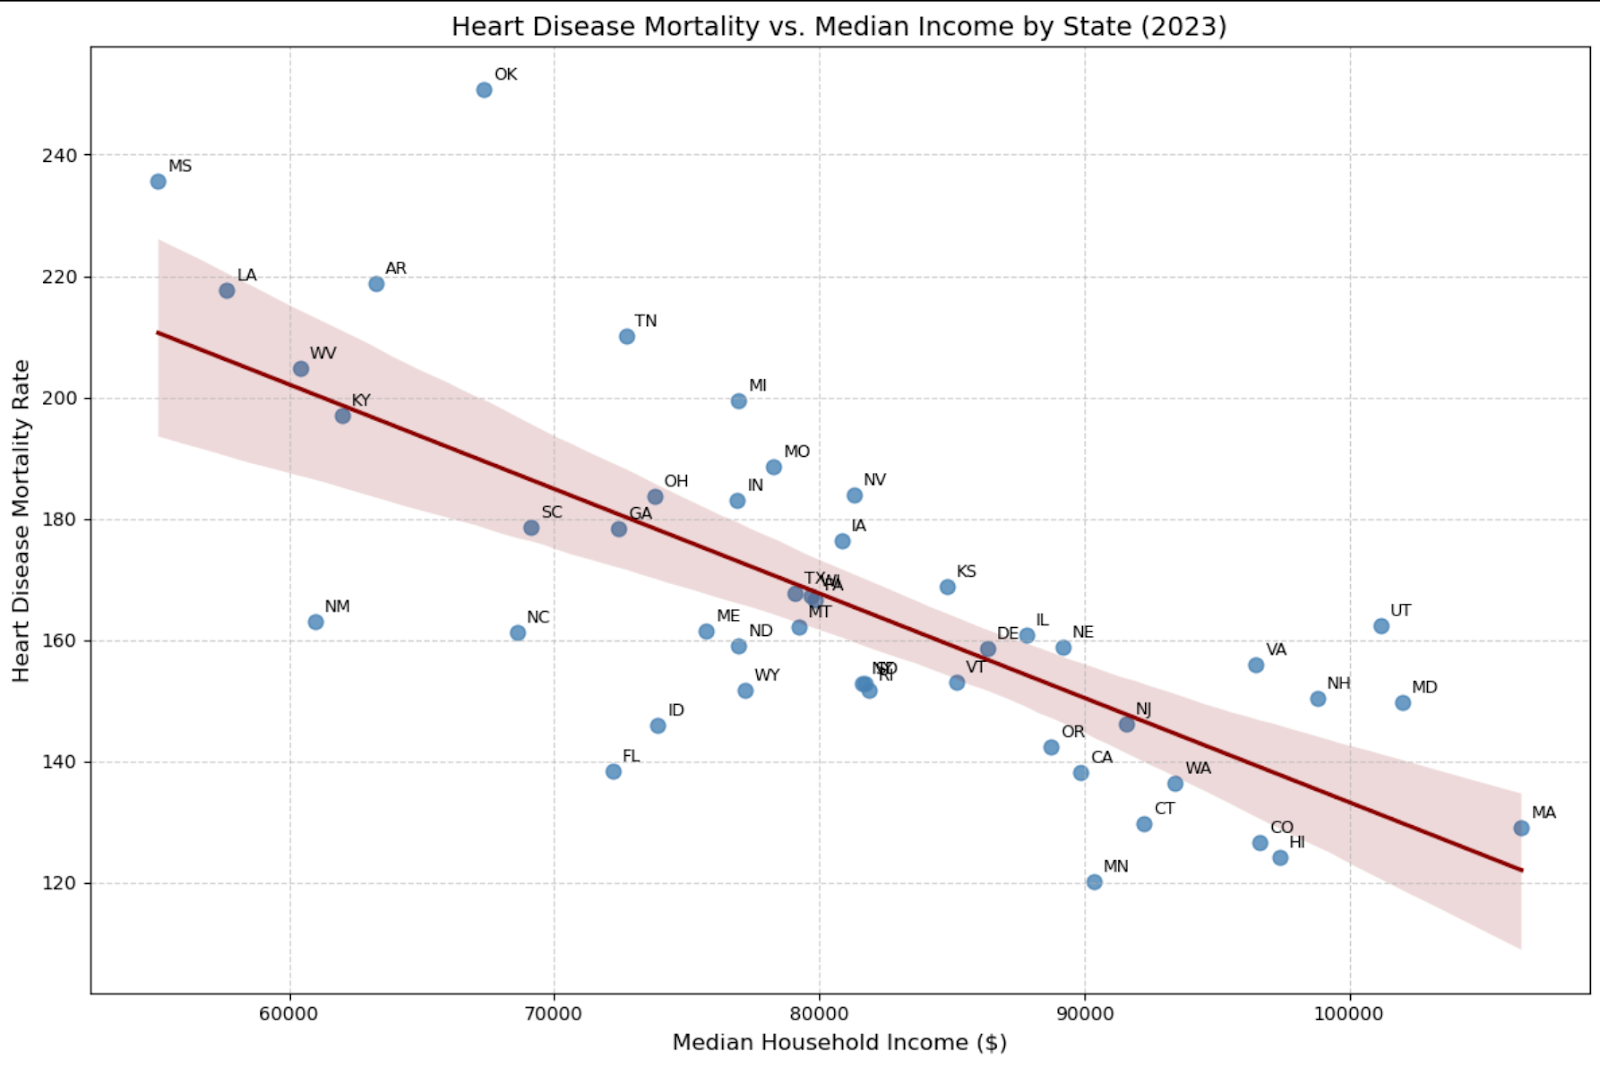 Heart Disease Mortality vs. Median Income by State (2023)
OK
240
MS
AR
220
LA
TN
WV
MI
200
KY
MO
OH
IN
NV
SC
GA
180
IA
TX
PA
KS
MT
NM
NC
ME
ND
160
DE
IL
NE
UT
VA
WY
RI
VT
NH
MD
ID
NJ
OR
140
FL
CA
WA
CT
CO
HI
MA
MN
120
Heart Disease Mortality Rate
60000 70000 80000 90000 100000
Median Household Income ($)